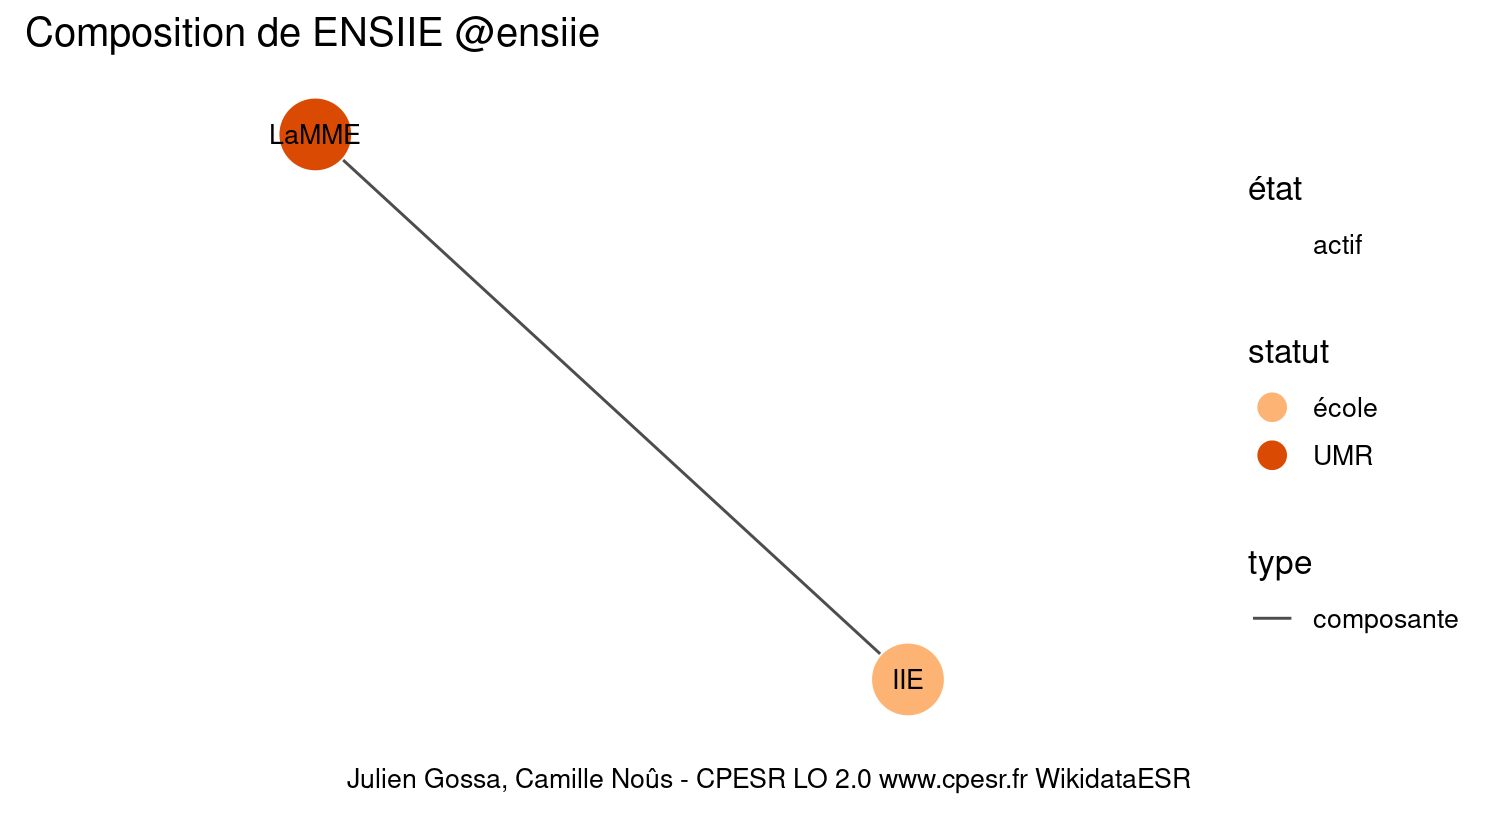 Composition de ENSIIE @ensiie
LaMME
état
actif
statut
école
UMR
type
composante
IIE
Julien Gossa, Camille Noûs - CPESR LO 2.0 www.cpesr.fr WikidataESR